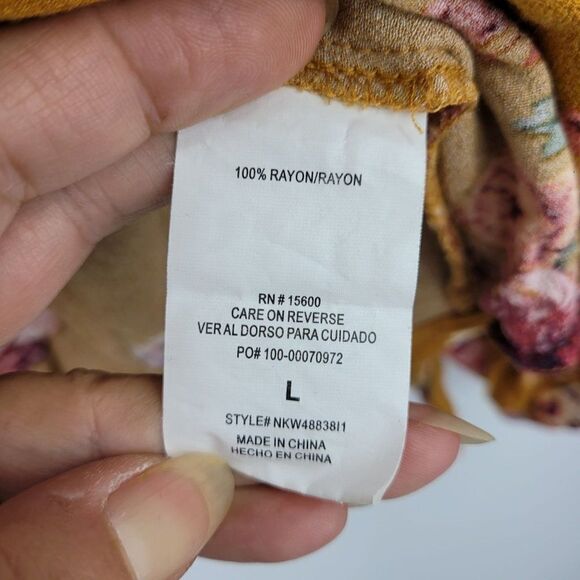 100% RAYON/RAYON
RN # 15600
CARE ON REVERSE
VER AL DORSO PARA CUIDADO
PO# 100-00070972
L
STYLE# NKW48838I1
MADE IN CHINA
HECHO EN CHINA